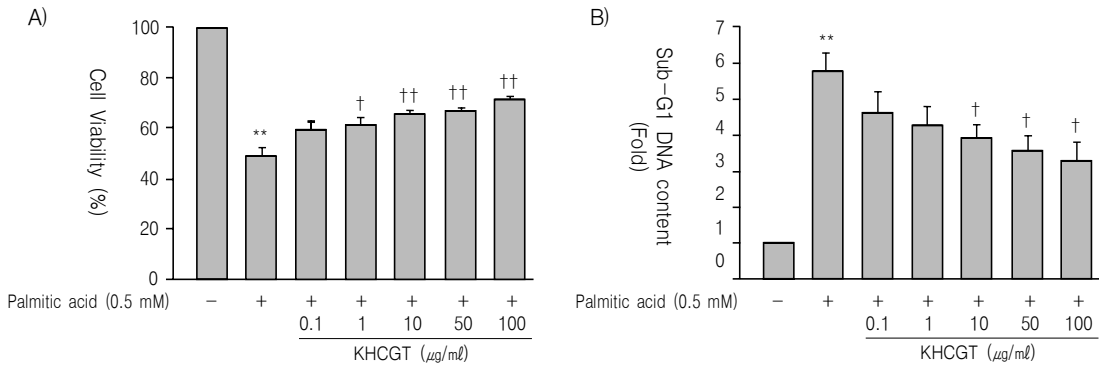 A)
Cell Viability (%)
100
80
60
40
20
0
**
†
††
††
††
Palmitic acid (0.5 mM) − + + + + + +
0.1 1 10 50 100
KHCGT (㎍/㎖)
B)
Sub−G1 DNA content
(Fold)
7
6
5
4
3
2
1
0
**
†
†
†
Palmitic acid (0.5 mM) − + + + + + +
0.1 1 10 50 100
KHCGT (㎍/㎖)